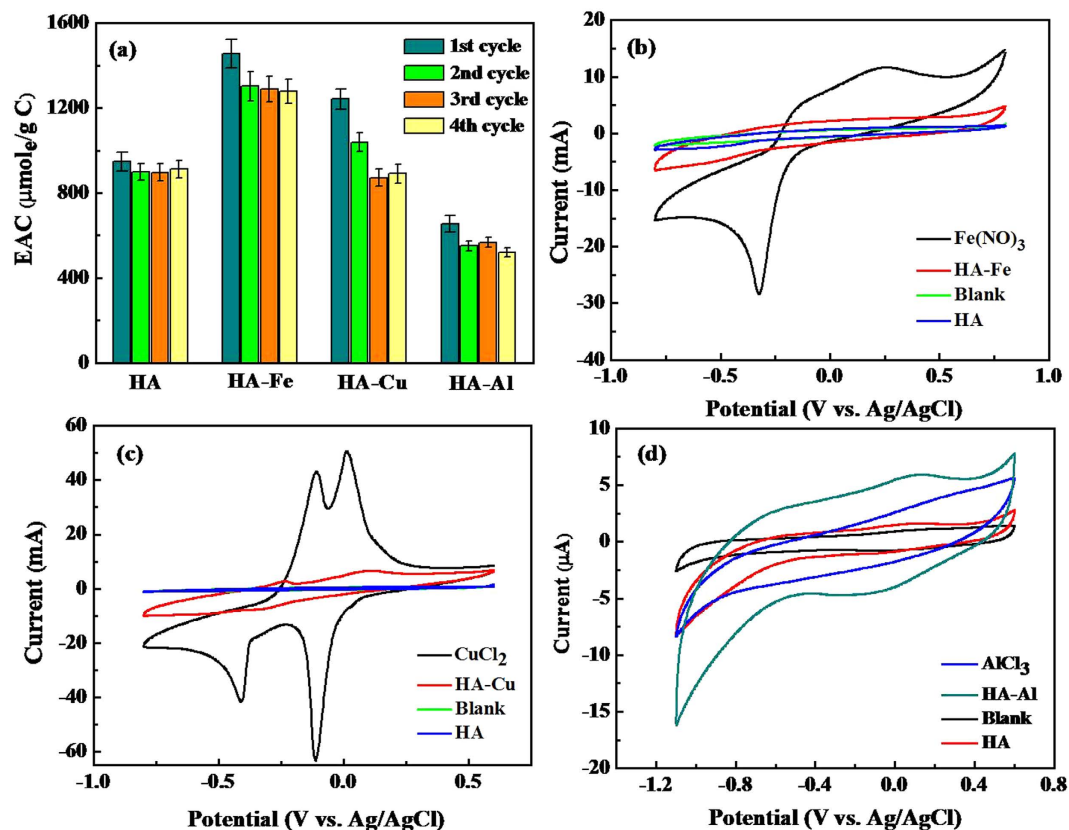 (a)
1600
1200
800
400
0
EAC (μmolₑ/g C)
1st cycle
2nd cycle
3rd cycle
4th cycle
HA
HA-Fe
HA-Cu
HA-Al
(b)
20
10
0
-10
-20
-30
-40
Current (mA)
Fe(NO)₃
HA-Fe
Blank
HA
-1.0
-0.5
0.0
0.5
1.0
Potential (V vs. Ag/AgCl)
(c)
60
40
20
0
-20
-40
-60
Current (mA)
CuCl₂
HA-Cu
Blank
HA
-1.0
-0.5
0.0
0.5
Potential (V vs. Ag/AgCl)
(d)
10
5
0
-5
-10
-15
-20
Current (μA)
AlCl₃
HA-Al
Blank
HA
-1.2
-0.8
-0.4
0.0
0.4
0.8
Potential (V vs. Ag/AgCl)